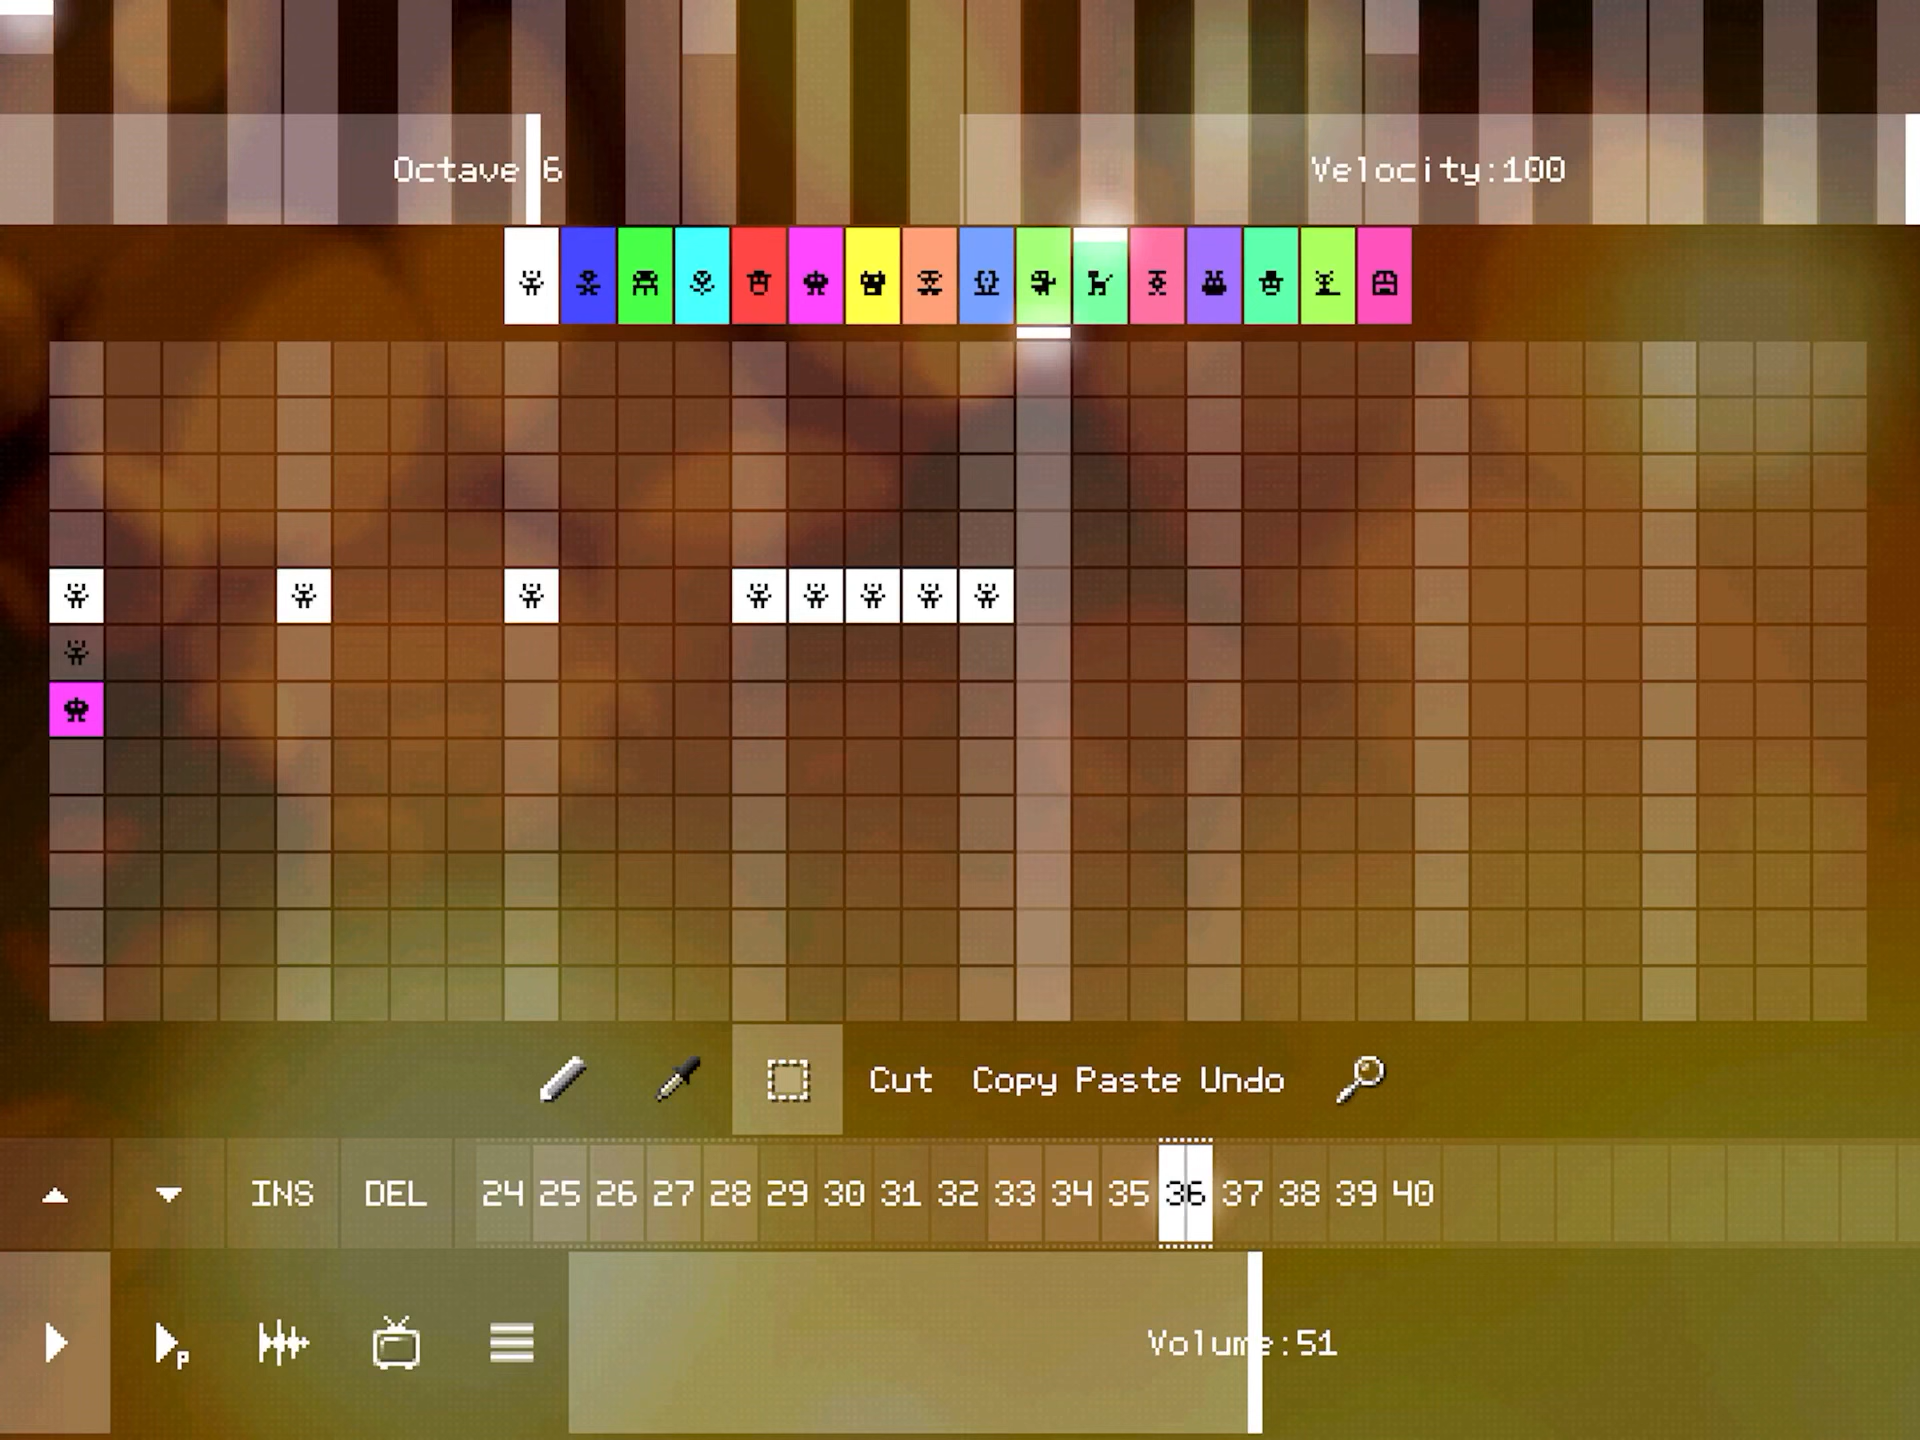 Octave:6 Velocity:100
Cut Copy Paste Undo
INS DEL 24 25 26 27 28 29 30 31 32 33 34 35 36 37 38 39 40
P
Volume:51